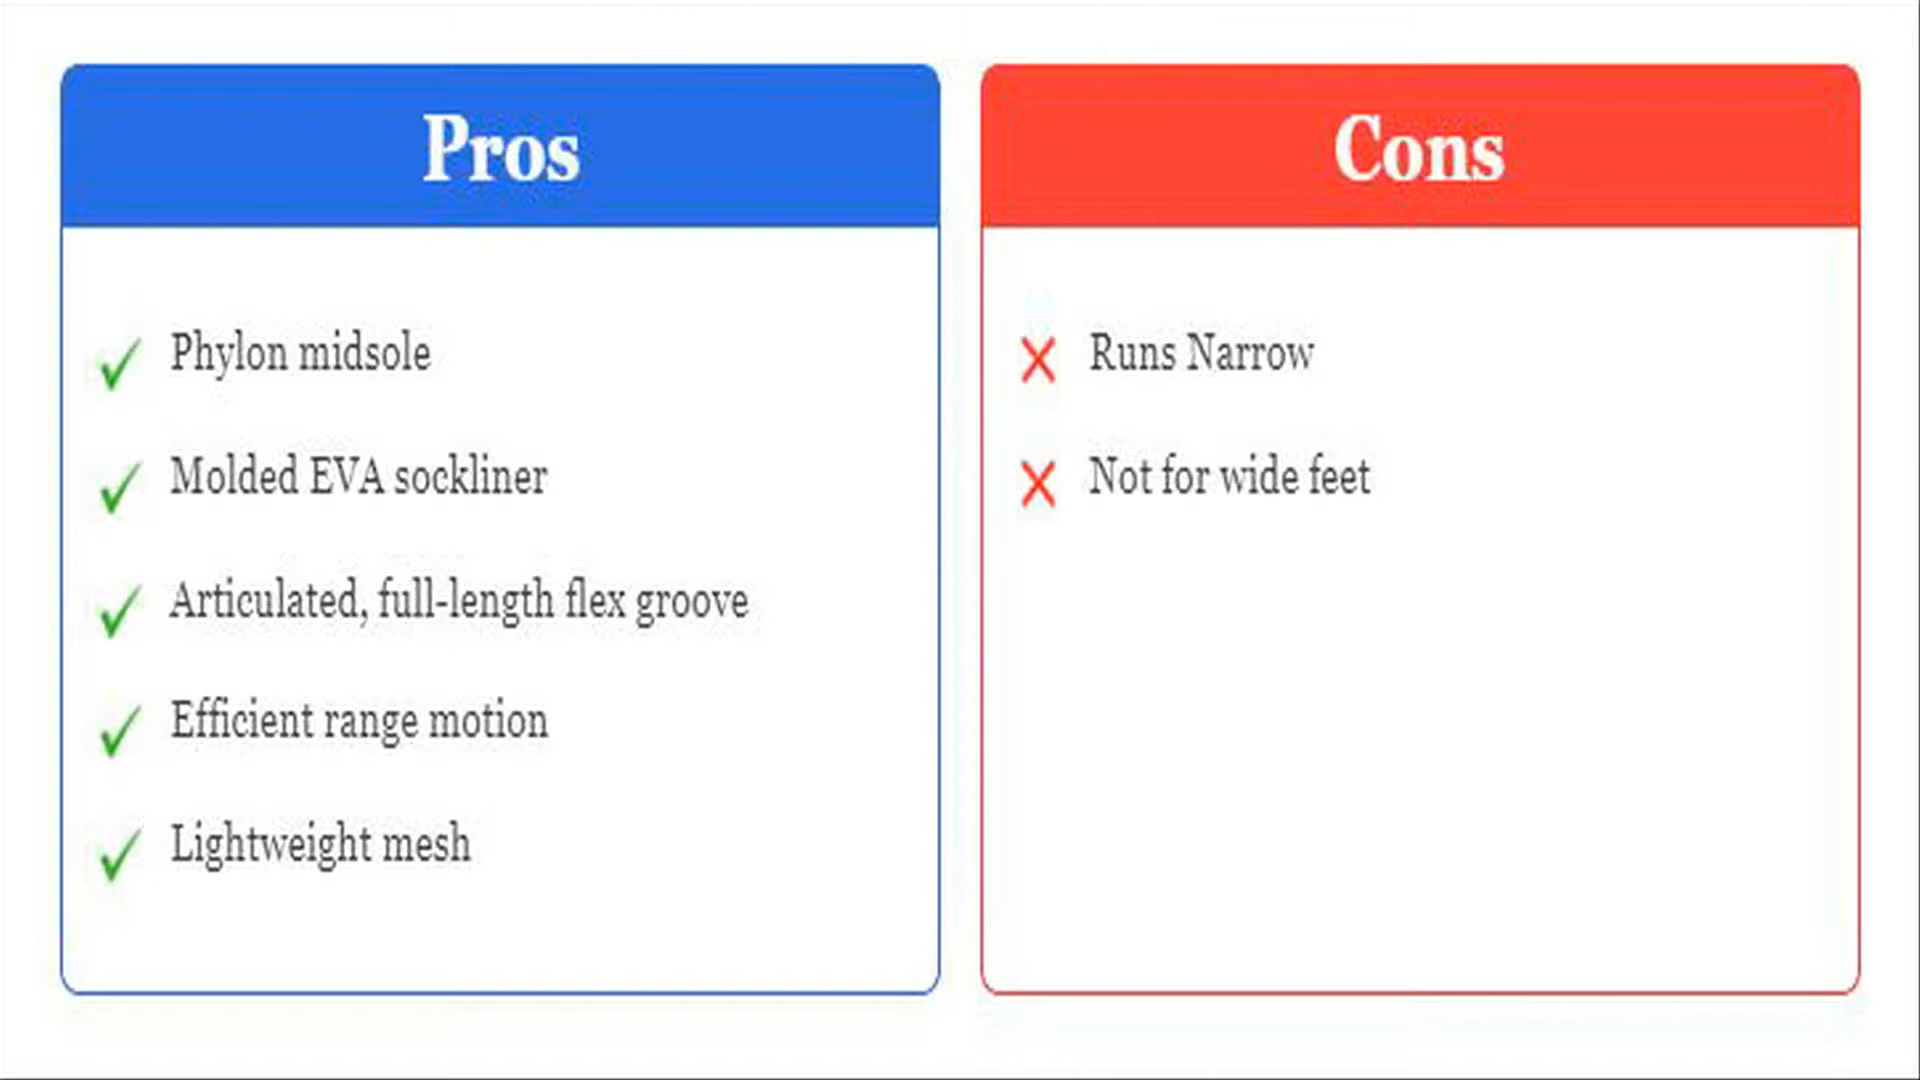 Pros
Phylon midsole
Molded EVA sockliner
Articulated, full-length flex groove
Efficient range motion
Lightweight mesh
Cons
Runs Narrow
Not for wide feet